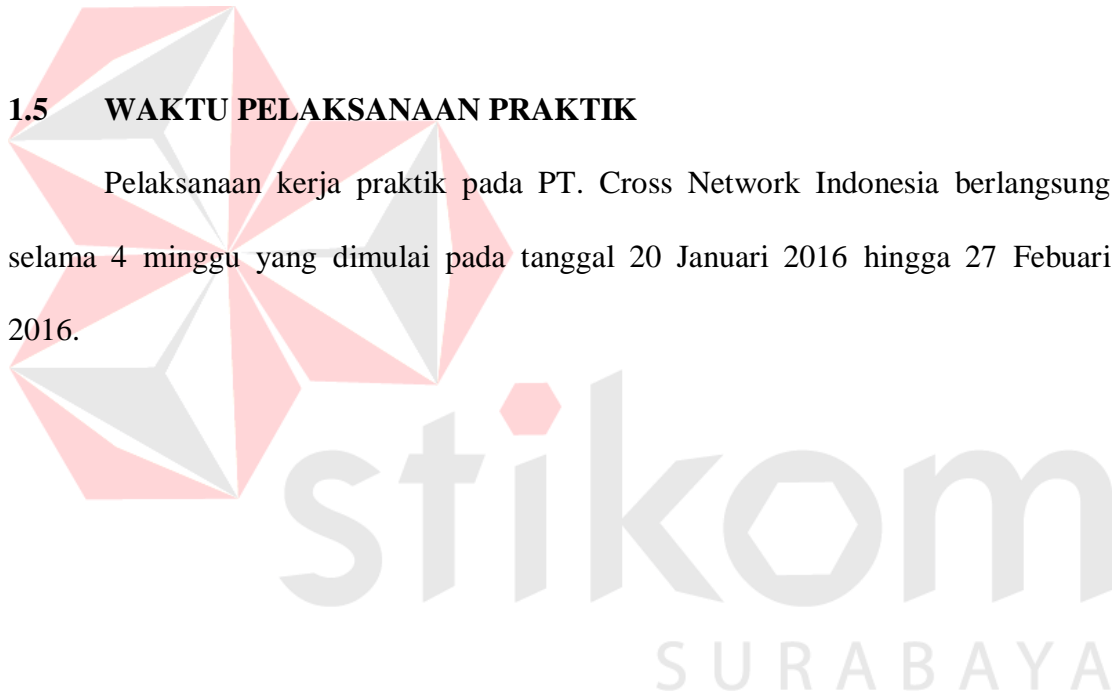 1.5 WAKTU PELAKSANAAN PRAKTIK
Pelaksanaan kerja praktik pada PT. Cross Network Indonesia berlangsung
selama 4 minggu yang dimulai pada tanggal 20 Januari 2016 hingga 27 Febuari
2016.
stikom
SURABAYA